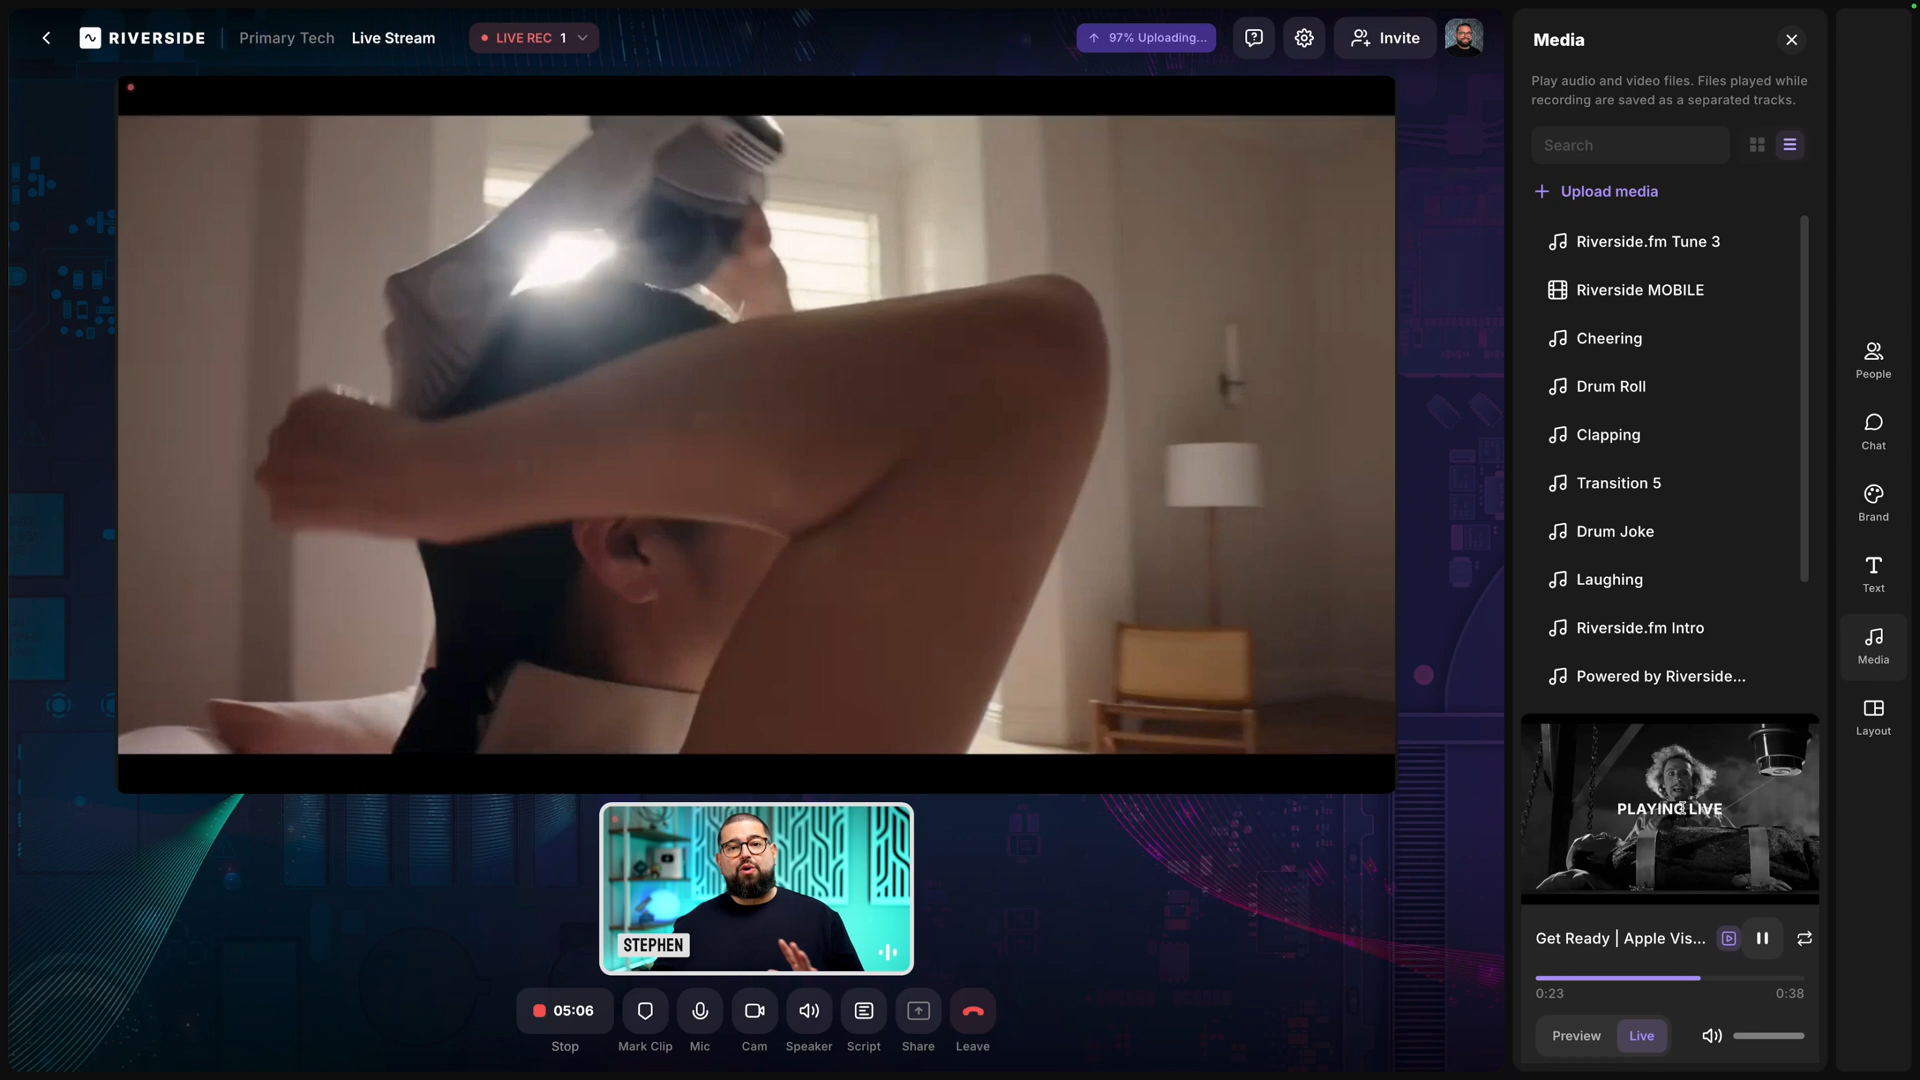 RIVERSIDE
Primary Tech
Live Stream
LIVE REC 1
97% Uploading...
Invite
Media
Play audio and video files. Files played while
recording are saved as a separated tracks.
Search
Upload media
Riverside.fm Tune 3
Riverside MOBILE
Cheering
Drum Roll
Clapping
Transition 5
Drum Joke
Laughing
Riverside.fm Intro
Powered by Riverside...
PLAYING LIVE
Get Ready | Apple Vis...
0:23
0:38
Preview
Live
People
Chat
Brand
Text
Media
Layout
STEPHEN
05:06
Stop
Mark Clip
Mic
Cam
Speaker
Script
Share
Leave